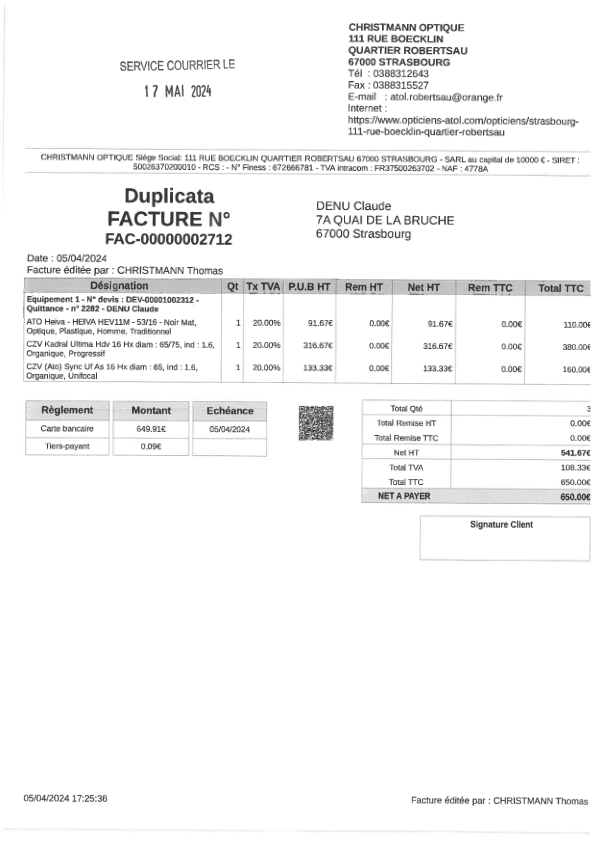 CHRISTMANN OPTIQUE
111 RUE BOECKLIN
QUARTIER ROBERTSAU
67000 STRASBOURG
Tél : 0388312643
Fax : 0388315527
E-mail : atol.robertsau@orange.fr
Internet :
https://www.opticiens-atol.com/opticiens/strasbourg-
111-rue-boecklin-quartier-robertsau
SERVICE COURRIER LE
17 MAI 2024
CHRISTMANN OPTIQUE Siège Social: 111 RUE BOECKLIN QUARTIER ROBERTSAU 67000 STRASBOURG - SARL au capital de 10000 € - SIRET :
50026370200010 - RCS : - N° Finess : 672666781 - TVA intracom : FR37500263702 - NAF : 4778A
Duplicata
FACTURE N°
FAC-00000002712
DENU Claude
7A QUAI DE LA BRUCHE
67000 Strasbourg
Date : 05/04/2024
Facture éditée par : CHRISTMANN Thomas
Désignation Qt Tx TVA P.U.B HT Rem HT Net HT Rem TTC Total TTC
Equipement 1 - N° devis : DEV-00001002312 -
Quittance - n° 2282 - DENU Claude
ATO Heiva - HEIVA HEV11M - 53/16 - Noir Mat, 1 20.00% 91.67€ 0.00€ 91.67€ 0.00€ 110.00€
Optique, Plastique, Homme, Traditionnel
CZV Kadral Ultima Hdv 16 Hx diam : 65/75, ind : 1.6, 1 20.00% 316.67€ 0.00€ 316.67€ 0.00€ 380.00€
Organique, Progressif
CZV (Ato) Sync Uf As 16 Hx diam : 65, ind : 1.6, 1 20.00% 133.33€ 0.00€ 133.33€ 0.00€ 160.00€
Organique, Unifocal
Règlement Montant Echéance
Carte bancaire 649.91€ 05/04/2024
Tiers-payant 0.09€
Total Qté 3
Total Remise HT 0.00€
Total Remise TTC 0.00€
Net HT 541.67€
Total TVA 108.33€
Total TTC 650.00€
NET A PAYER 650.00€
Signature Client
05/04/2024 17:25:36
Facture éditée par : CHRISTMANN Thomas